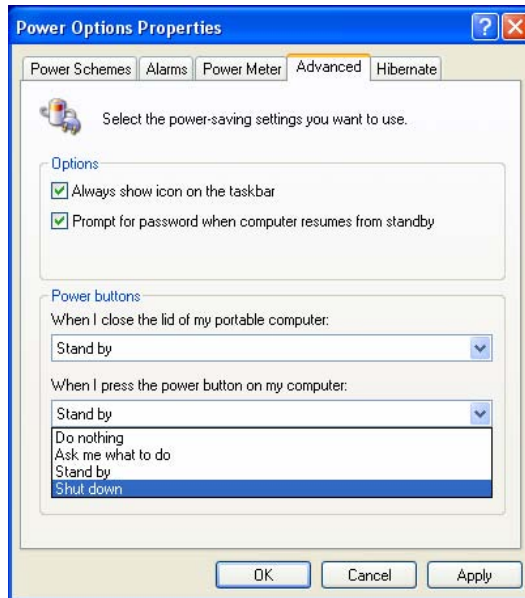 Power Options Properties
Power Schemes Alarms Power Meter Advanced Hibernate
Select the power-saving settings you want to use.
Options
Always show icon on the taskbar
Prompt for password when computer resumes from standby
Power buttons
When I close the lid of my portable computer:
Stand by
When I press the power button on my computer:
Stand by
Do nothing
Ask me what to do
Stand by
Shut down
OK Cancel Apply